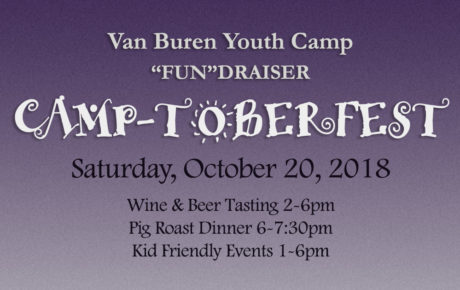 Van Buren Youth Camp
“FUN”DRAISER
CAMP-TOBERFEST
Saturday, October 20, 2018
Wine & Beer Tasting 2-6pm
Pig Roast Dinner 6-7:30pm
Kid Friendly Events 1-6pm